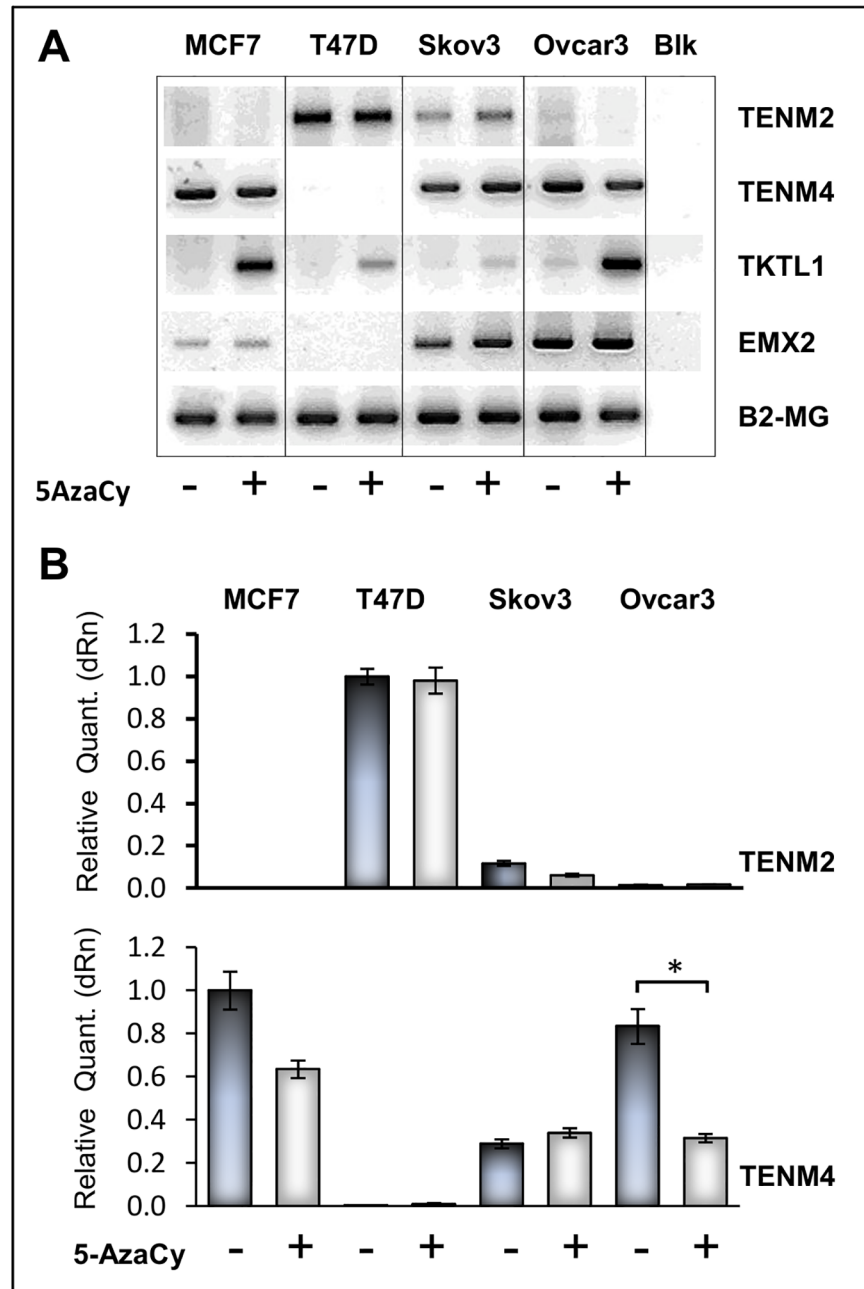 A
MCF7 T47D Skov3 Ovcar3 Blk
TENM2
TENM4
TKTL1
EMX2
B2-MG
5AzaCy - + - + - + - +
B
MCF7 T47D Skov3 Ovcar3
Relative Quant. (dRn)
1.2
1.0
0.8
0.6
0.4
0.2
0.0
TENM2
Relative Quant. (dRn)
1.2
1.0
0.8
0.6
0.4
0.2
0.0
*
TENM4
5-AzaCy - + - + - + - +